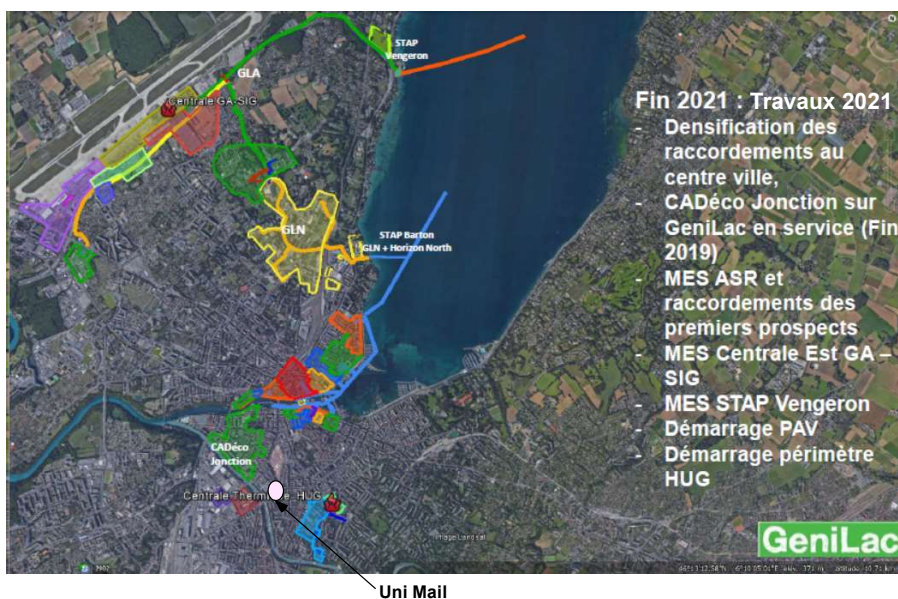 STAP
Vengeron
GLA
Centrale GA-SIG
Fin 2021 : Travaux 2021
- Densification des
raccordements au
centre ville,
- CADéco Jonction sur
GeniLac en service (Fin
2019)
- MES ASR et
raccordements des
premiers prospects
- MES Centrale Est GA –
SIG
- MES STAP Vengeron
- Démarrage PAV
- Démarrage périmètre
HUG
GLN
STAP Barton
GLN + Horizon North
CADéco
Jonction
Centrale HUG
Image Landsat
GeniLac
Uni Mail